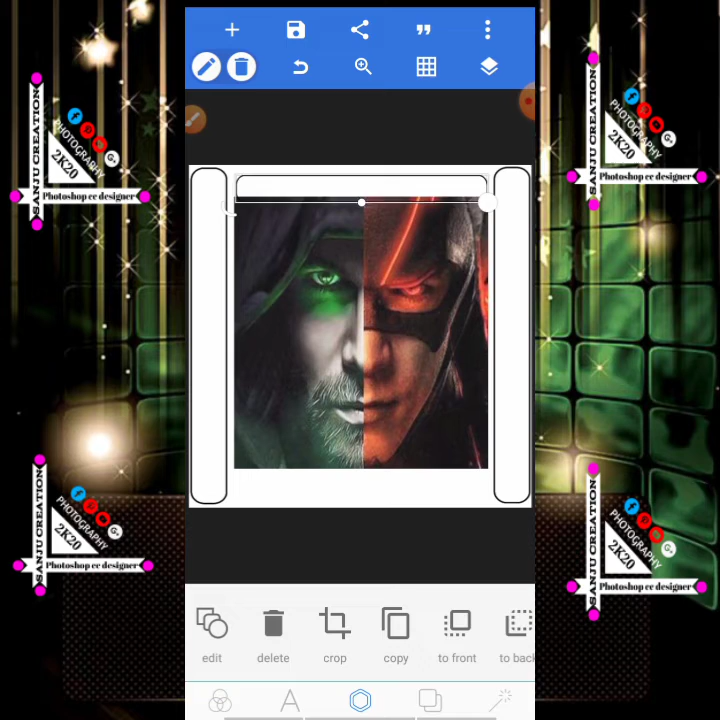 SANJU CREATION
PHOTOGRAPHY
2K20
G+
Photoshop cc designer
SANJU CREATION
PHOTOGRAPHY
2K20
G+
Photoshop cc designer
edit
delete
crop
copy
to front
to back
A
SANJU CREATION
PHOTOGRAPHY
2K20
G+
Photoshop cc designer
SANJU CREATION
PHOTOGRAPHY
2K20
G+
Photoshop cc designer